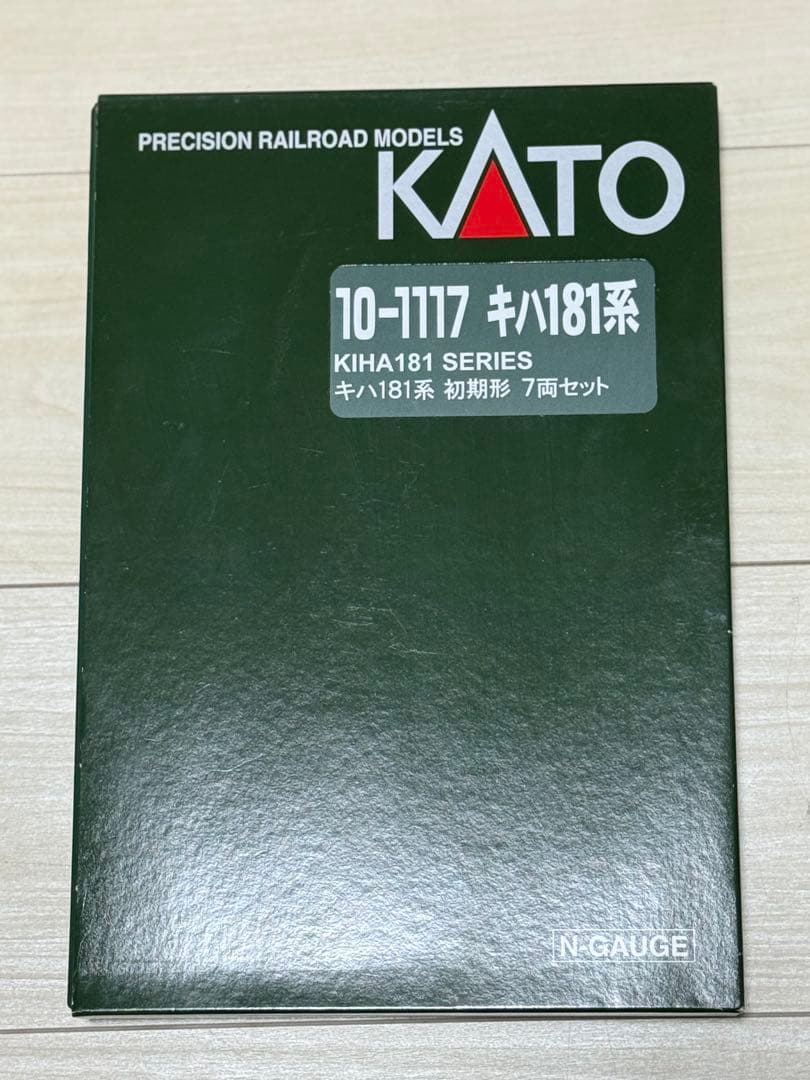 PRECISION RAILROAD MODELS
KATO
10-1117 キハ181系
KIHA181 SERIES
キハ181系 初期形 7両セット
N-GAUGE